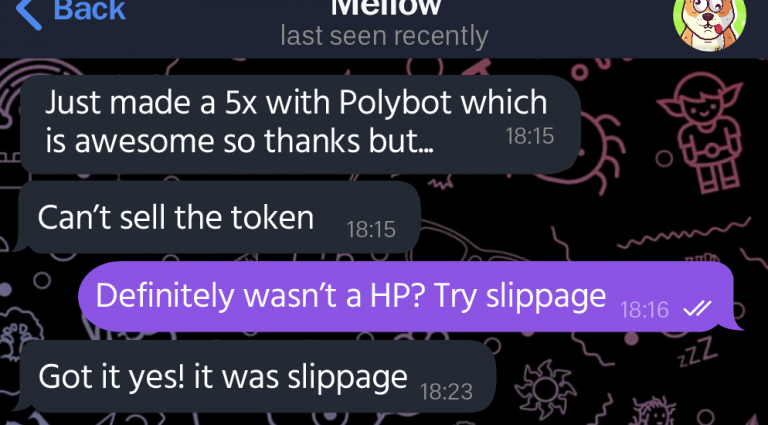 Back
Mellow
last seen recently
Just made a 5x with Polybot which
is awesome so thanks but...
18:15
Can't sell the token
18:15
Definitely wasn't a HP? Try slippage
18:16
zzZ
Got it yes! it was slippage
18:23